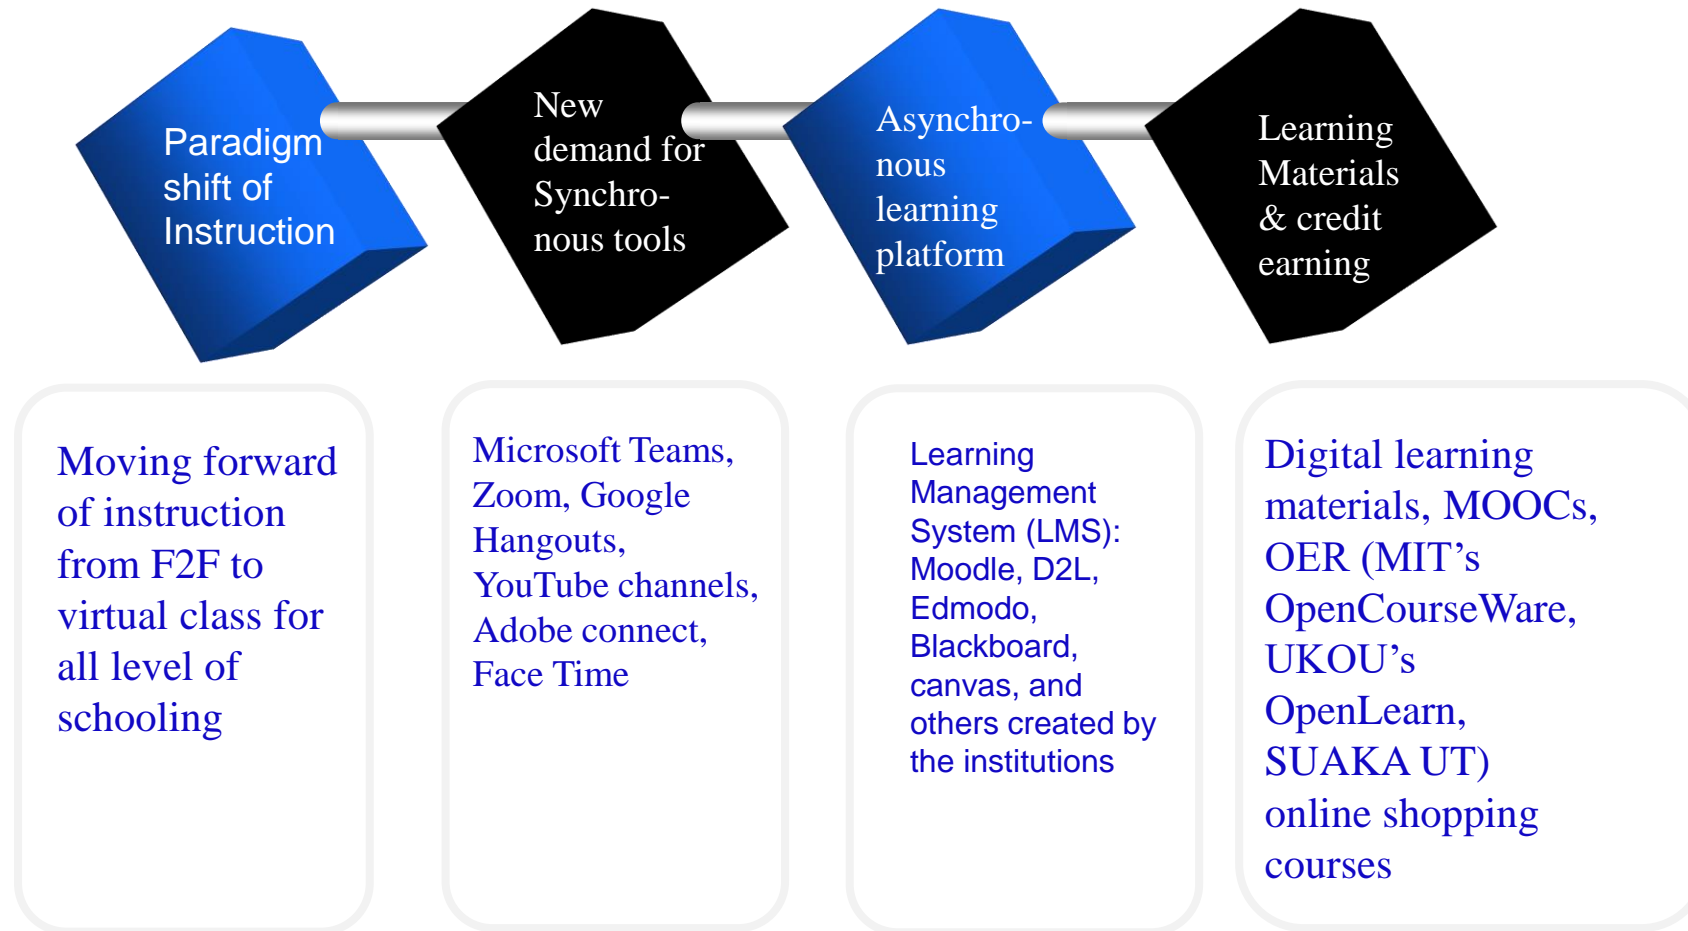 Paradigm
shift of
Instruction
New
demand for
Synchro-
nous tools
Asynchro-
nous
learning
platform
Learning
Materials
& credit
earning
Moving forward
of instruction
from F2F to
virtual class for
all level of
schooling
Microsoft Teams,
Zoom, Google
Hangouts,
YouTube channels,
Adobe connect,
Face Time
Learning
Management
System (LMS):
Moodle, D2L,
Edmodo,
Blackboard,
canvas, and
others created by
the institutions
Digital learning
materials, MOOCs,
OER (MIT’s
OpenCourseWare,
UKOU’s
OpenLearn,
SUAKA UT)
online shopping
courses